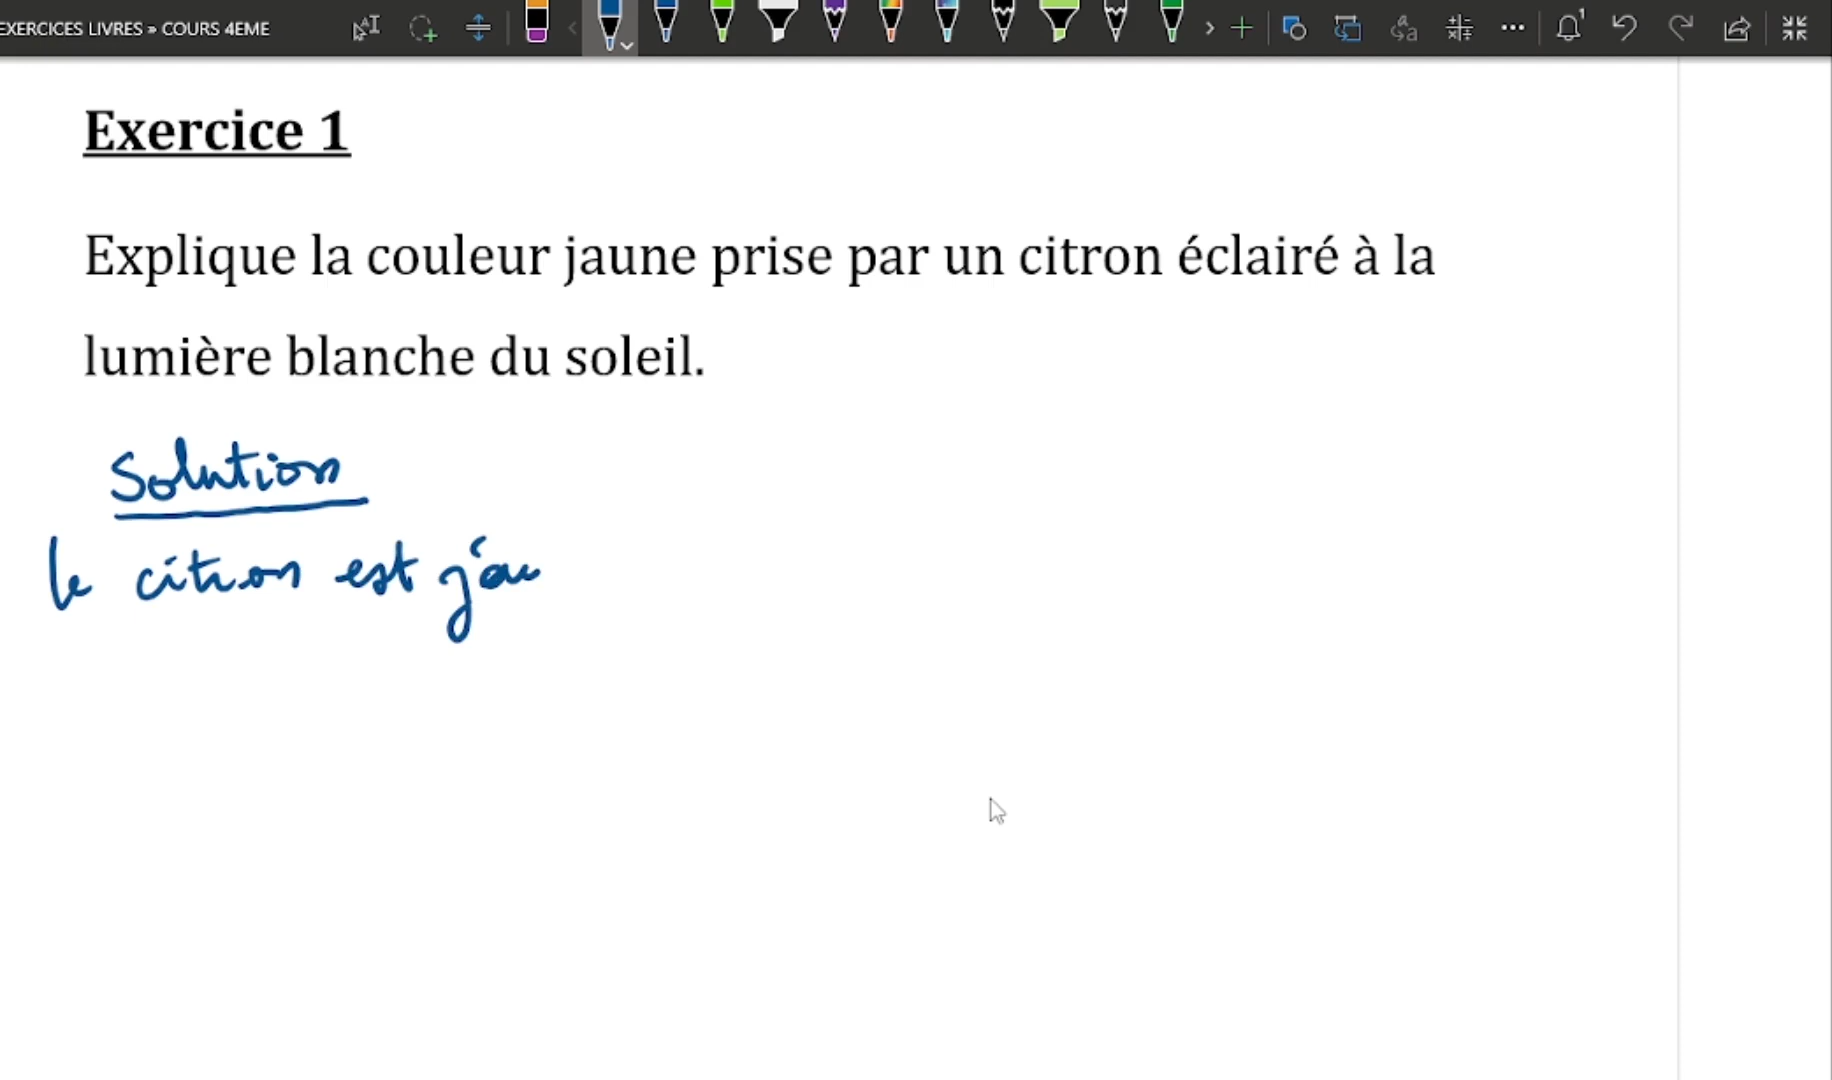 EXERCICES LIVRES » COURS 4EME
Exercice 1
Explique la couleur jaune prise par un citron éclairé à la
lumière blanche du soleil.
Solution
le citron est jau